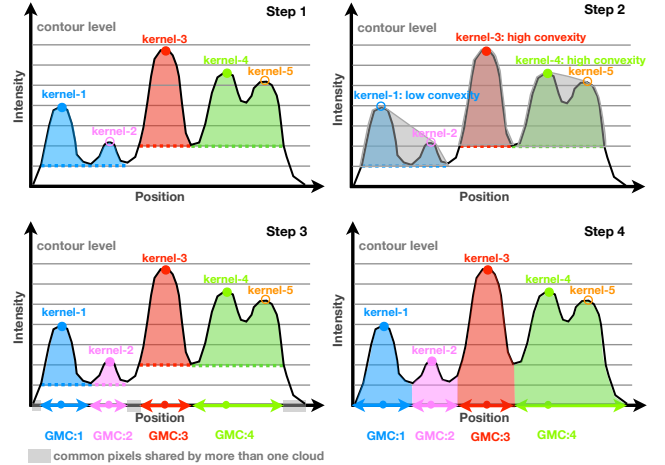 Step 1
contour level
kernel-3
kernel-4
kernel-5
kernel-1
kernel-2
Intensity
Position
Step 2
contour level
kernel-3: high convexity
kernel-4: high convexity
kernel-5
kernel-1: low convexity
kernel-2
Intensity
Position
Step 3
contour level
kernel-3
kernel-4
kernel-5
kernel-1
kernel-2
Intensity
Position
GMC:1 GMC:2 GMC:3 GMC:4
common pixels shared by more than one cloud
Step 4
contour level
kernel-3
kernel-4
kernel-5
kernel-1
kernel-2
Intensity
Position
GMC:1 GMC:2 GMC:3 GMC:4